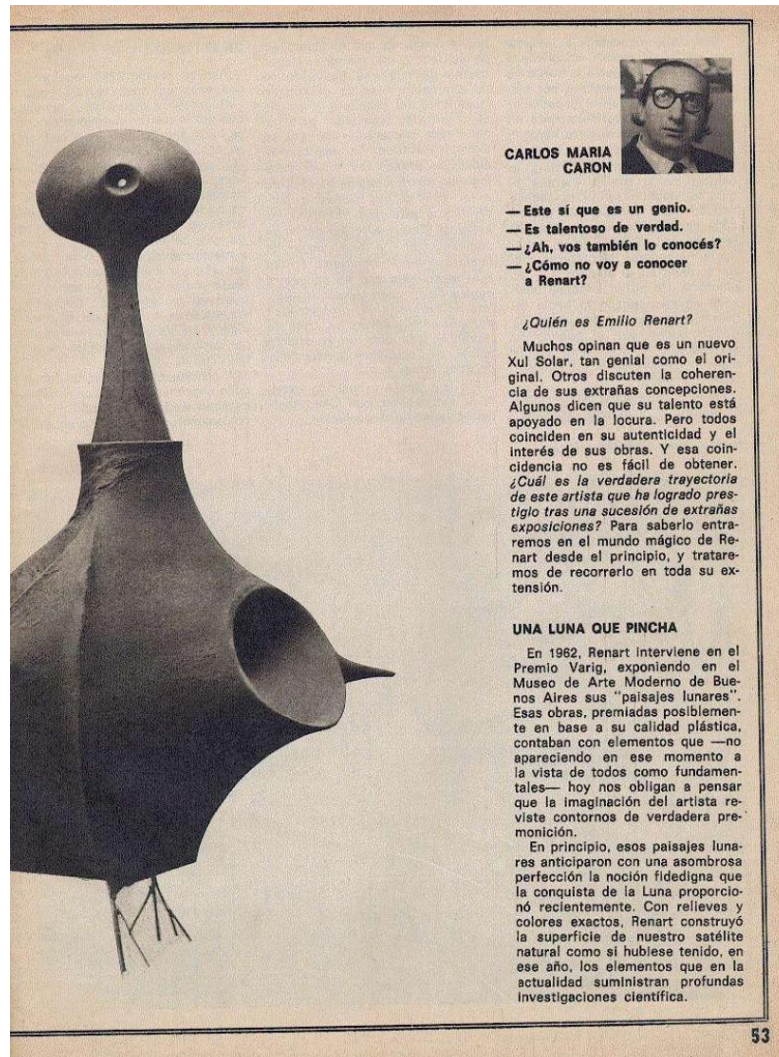 CARLOS MARIA
CARON
— Este sí que es un genio.
— Es talentoso de verdad.
— ¿Ah, vos también lo conocés?
— ¿Cómo no voy a conocer
a Renart?
¿Quién es Emilio Renart?
Muchos opinan que es un nuevo
Xul Solar, tan genial como el ori-
ginal. Otros discuten la coheren-
cia de sus extrañas concepciones.
Algunos dicen que su talento está
apoyado en la locura. Pero todos
coinciden en su autenticidad y el
interés de sus obras. Y esa coin-
cidencia no es fácil de obtener.
¿Cuál es la verdadera trayectoria
de este artista que ha logrado pres-
tigio tras una sucesión de extrañas
exposiciones? Para saberlo entra-
remos en el mundo mágico de Re-
nart desde el principio, y tratare-
mos de recorrerlo en toda su ex-
tensión.
UNA LUNA QUE PINCHA
En 1962, Renart interviene en el
Premio Varig, exponiendo en el
Museo de Arte Moderno de Bue-
nos Aires sus "paisajes lunares".
Esas obras, premiadas posiblemen-
te en base a su calidad plástica,
contaban con elementos que —no
apareciendo en ese momento a
la vista de todos como fundamen-
tales— hoy nos obligan a pensar
que la imaginación del artista re-
viste contornos de verdadera pre-
monición.
En principio, esos paisajes luna-
res anticiparon con una asombrosa
perfección la noción fidedigna que
la conquista de la Luna proporcio-
nó recientemente. Con relieves y
colores exactos, Renart construyó
la superficie de nuestro satélite
natural como si hubiese tenido, en
ese año, los elementos que en la
actualidad suministran profundas
investigaciones científica.
53